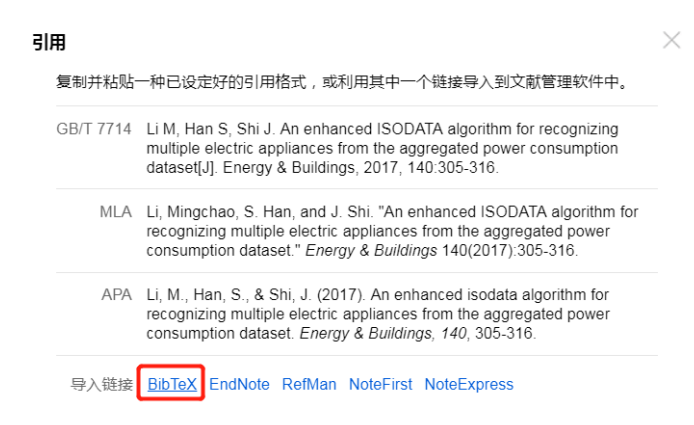 引用
复制并粘贴一种已设定好的引用格式，或利用其中一个链接导入到文献管理软件中。
GB/T 7714 Li M, Han S, Shi J. An enhanced ISODATA algorithm for recognizing
multiple electric appliances from the aggregated power consumption
dataset[J]. Energy & Buildings, 2017, 140:305-316.
MLA Li, Mingchao, S. Han, and J. Shi. "An enhanced ISODATA algorithm for
recognizing multiple electric appliances from the aggregated power
consumption dataset." Energy & Buildings 140(2017):305-316.
APA Li, M., Han, S., & Shi, J. (2017). An enhanced isodata algorithm for
recognizing multiple electric appliances from the aggregated power
consumption dataset. Energy & Buildings, 140, 305-316.
导入链接 BibTeX EndNote RefMan NoteFirst NoteExpress